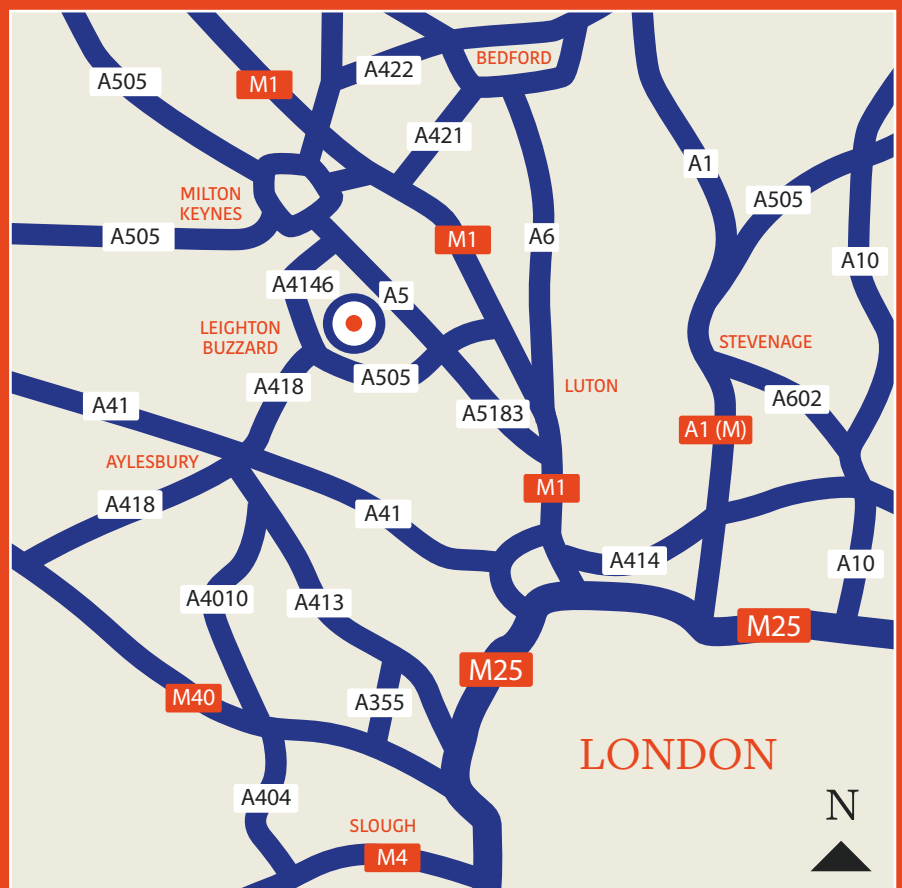 BEDFORD
A422
A505
M1
A421
A1
MILTON
KEYNES
A505
A505
M1
A6
A10
A4146
A5
LEIGHTON
BUZZARD
STEVENAGE
A505
A418
LUTON
A602
A41
A5183
A1 (M)
AYLESBURY
M1
A418
A41
A414
A10
A4010
A413
M25
M25
M40
A355
LONDON
A404
N
SLOUGH
M4